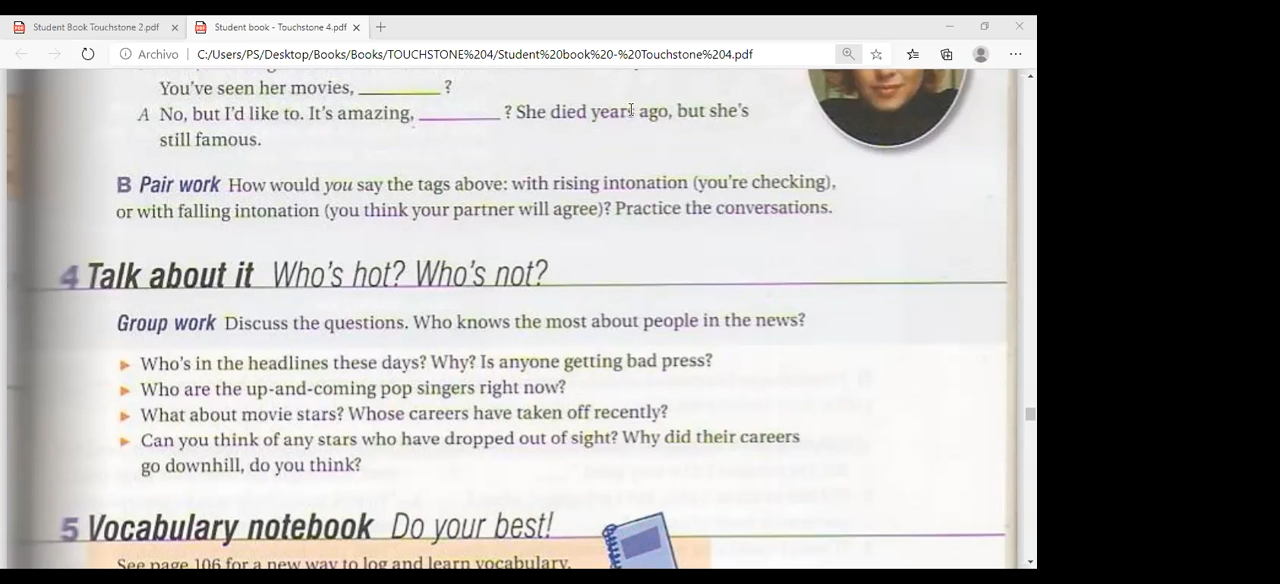 Student Book Touchstone 2.pdf
Student book - Touchstone 4.pdf
Archivo
C:/Users/PS/Desktop/Books/Books/TOUCHSTONE%204/Student%20book%20-%20Touchstone%204.pdf
You've seen her movies, ________ ?
A No, but I'd like to. It's amazing, ________ ? She died years ago, but she's
still famous.
B Pair work How would you say the tags above: with rising intonation (you're checking),
or with falling intonation (you think your partner will agree)? Practice the conversations.
4 Talk about it Who's hot? Who's not?
Group work Discuss the questions. Who knows the most about people in the news?
► Who's in the headlines these days? Why? Is anyone getting bad press?
► Who are the up-and-coming pop singers right now?
► What about movie stars? Whose careers have taken off recently?
► Can you think of any stars who have dropped out of sight? Why did their careers
go downhill, do you think?
5 Vocabulary notebook Do your best!
See page 106 for a new way to log and learn vocabulary.